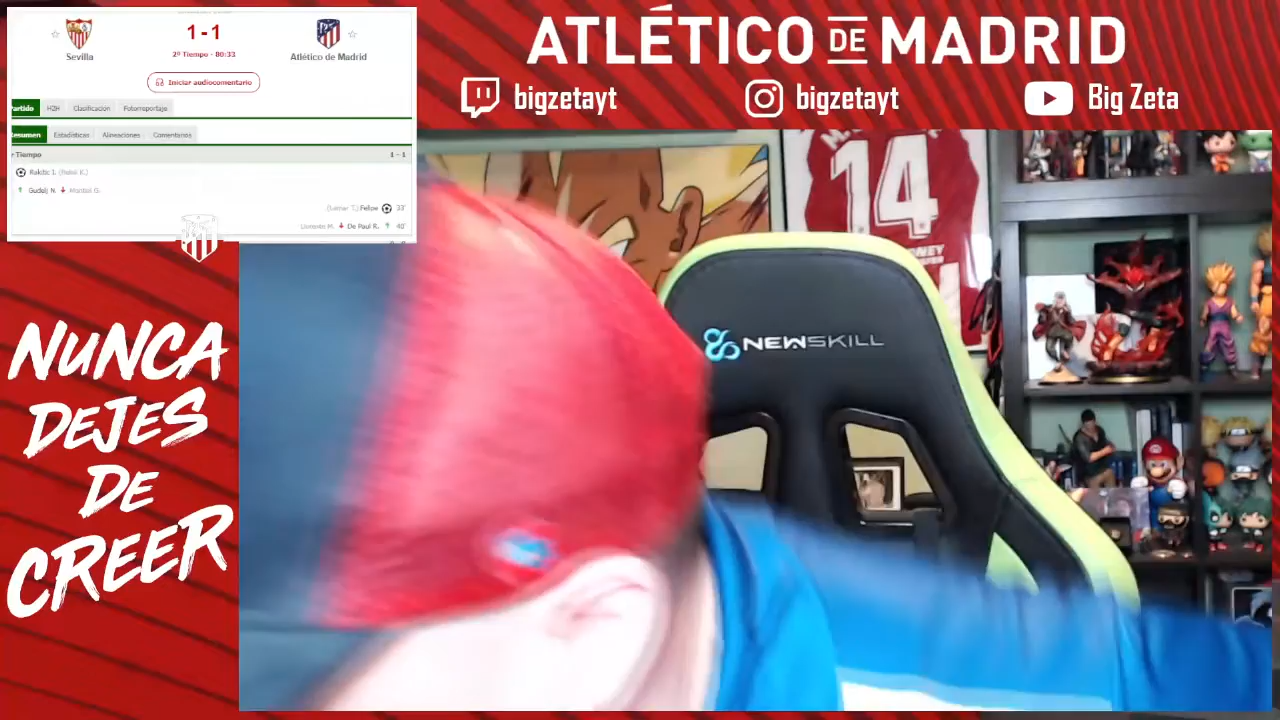 1 - 1
Sevilla
Atlético de Madrid
2º Tiempo - 80:33
Iniciar audiocomentario
H2H
Clasificación
Fotorreportaje
Estadísticas
Alineaciones
Comentarios
Tiempo
1 - 1
Rakitic I.
Gudelj N.
Montiel G.
Felipe 33'
De Paul R. 40'
ATLÉTICO DE MADRID
bigzetayt
bigzetayt
Big Zeta
14
NEWSKILL
NUNCA
DEJES
DE
CREER